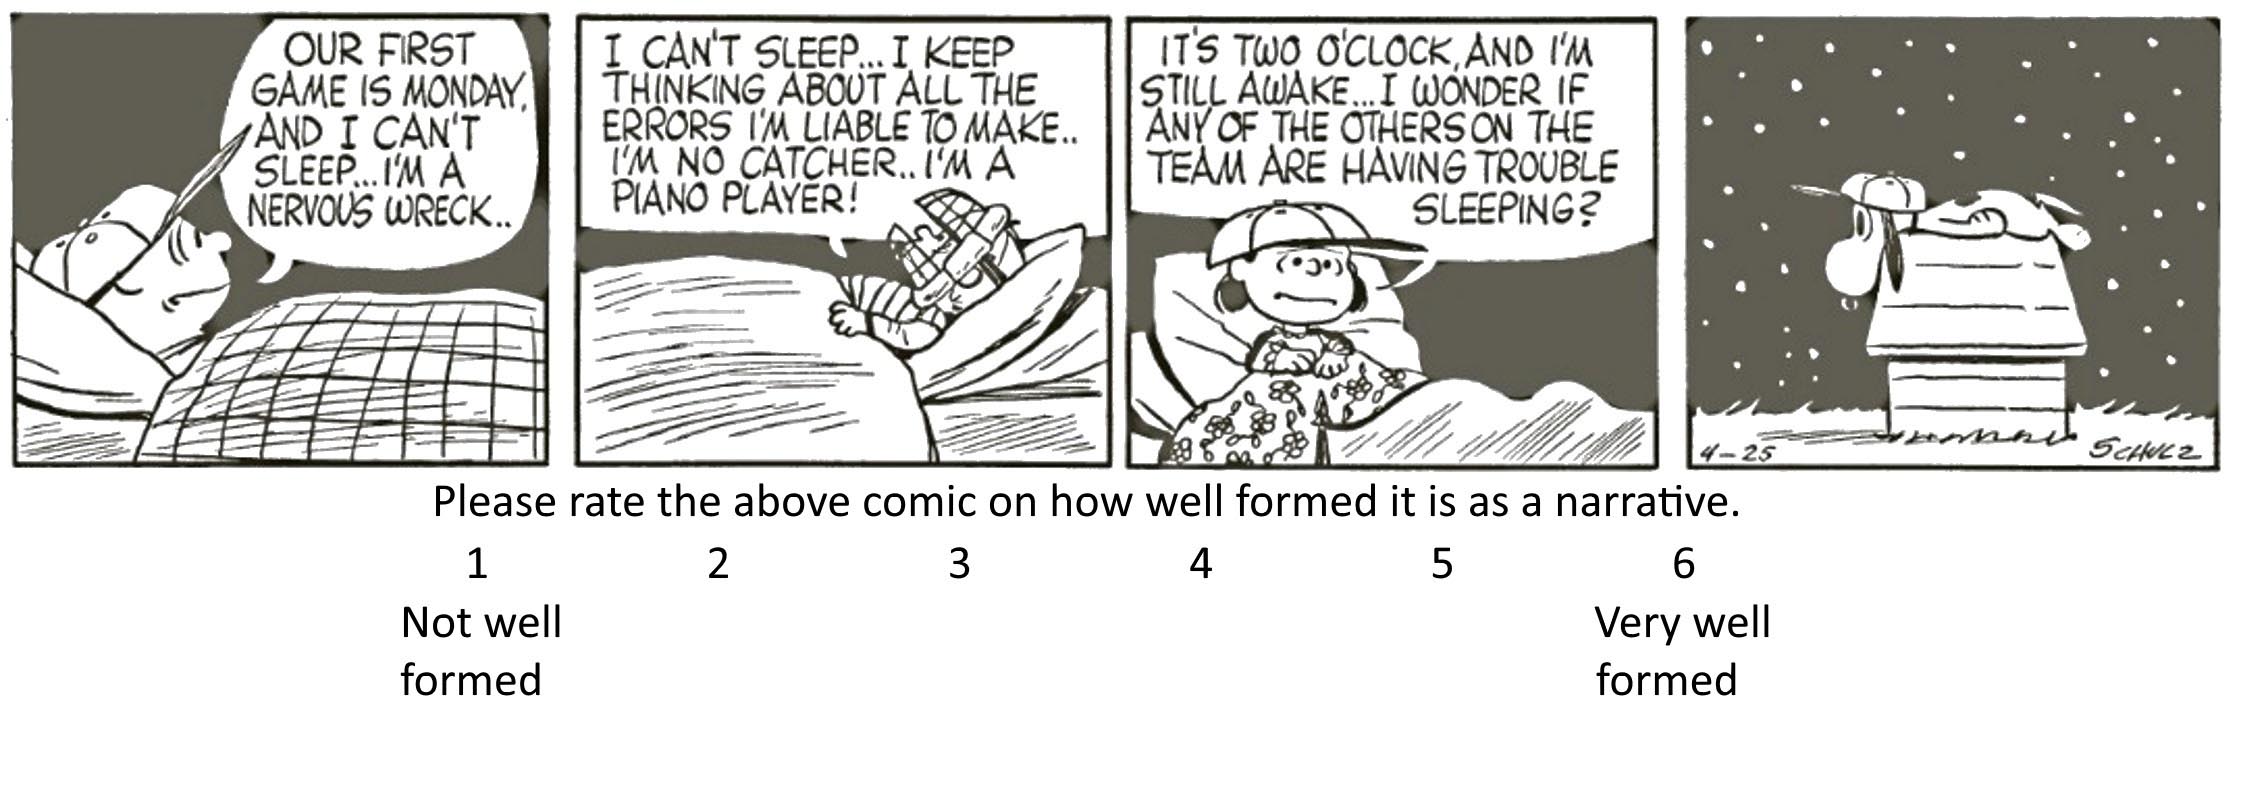 OUR FIRST
GAME IS MONDAY,
AND I CAN'T
SLEEP...I'M A
NERVOUS WRECK..
I CAN'T SLEEP...I KEEP
THINKING ABOUT ALL THE
ERRORS I'M LIABLE TO MAKE..
I'M NO CATCHER..I'M A
PIANO PLAYER!
IT'S TWO O'CLOCK, AND I'M
STILL AWAKE...I WONDER IF
ANY OF THE OTHERS ON THE
TEAM ARE HAVING TROUBLE
SLEEPING?
4-25
SCHULZ
Please rate the above comic on how well formed it is as a narrative.
1 2 3 4 5 6
Not well
formed
Very well
formed